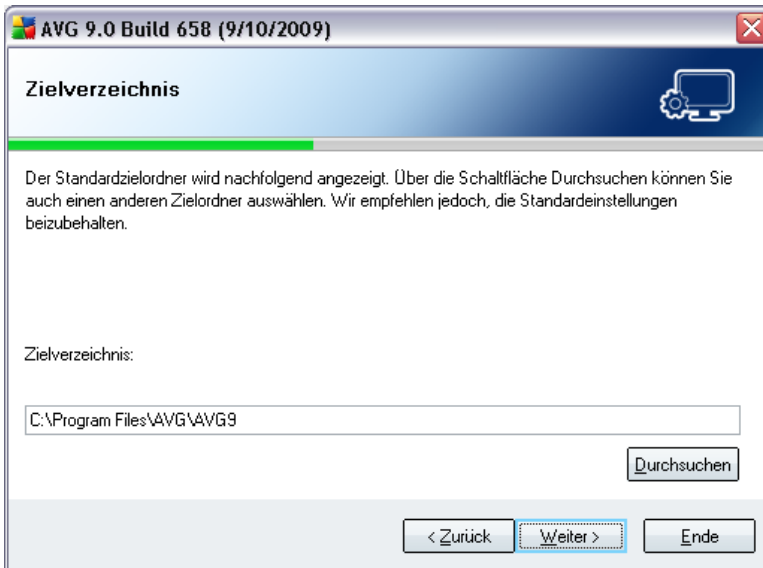 AVG 9.0 Build 658 (9/10/2009)
Zielverzeichnis
Der Standardzielordner wird nachfolgend angezeigt. Über die Schaltfläche Durchsuchen können Sie
auch einen anderen Zielordner auswählen. Wir empfehlen jedoch, die Standardeinstellungen
beizubehalten.
Zielverzeichnis:
C:\Program Files\AVG\AVG9
Durchsuchen
< Zurück Weiter > Ende